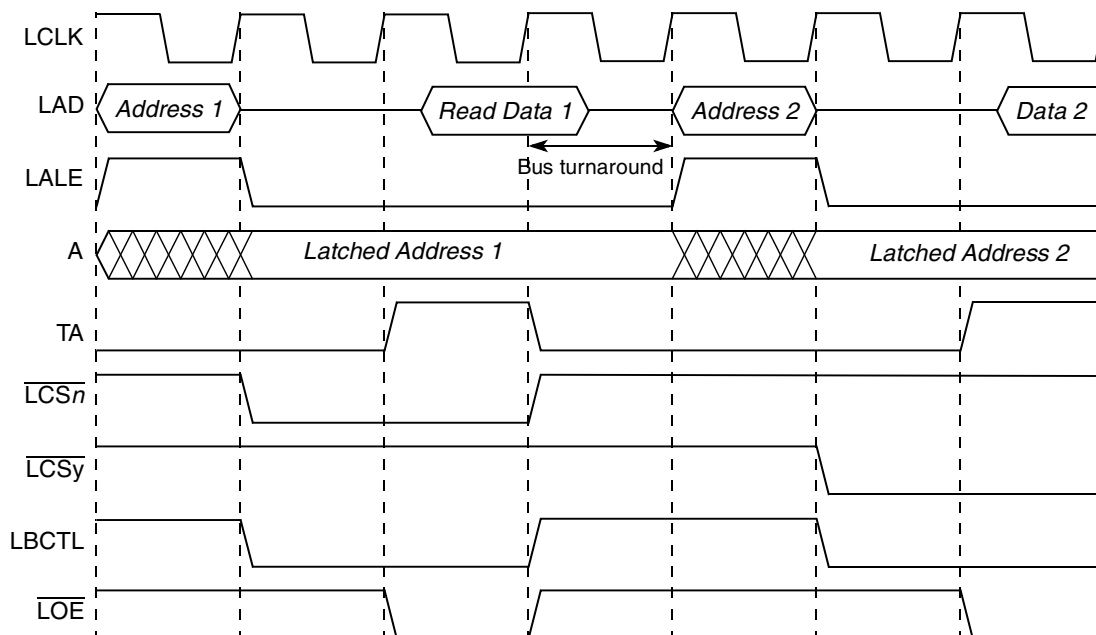 LCLK
LAD Address 1 Read Data 1 Address 2 Data 2
Bus turnaround
LALE
A Latched Address 1 Latched Address 2
TA
LCSn
LCSy
LBCTL
LOE